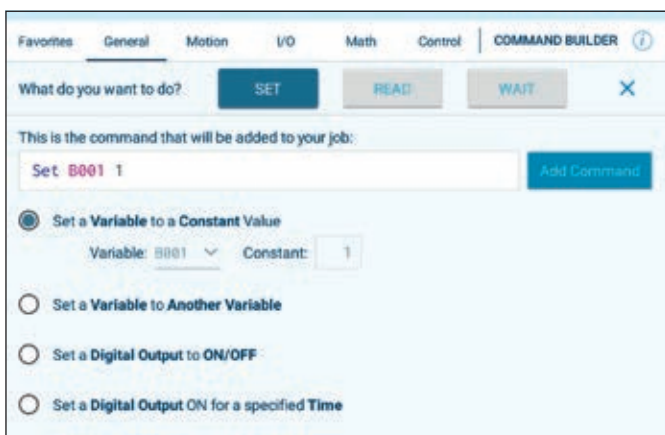 Favorites General Motion I/O Math Control COMMAND BUILDER i
What do you want to do? SET READ WAIT X
This is the command that will be added to your job:
Set B001 1 Add Command
Set a Variable to a Constant Value
Variable: B001 Constant: 1
Set a Variable to Another Variable
Set a Digital Output to ON/OFF
Set a Digital Output ON for a specified Time